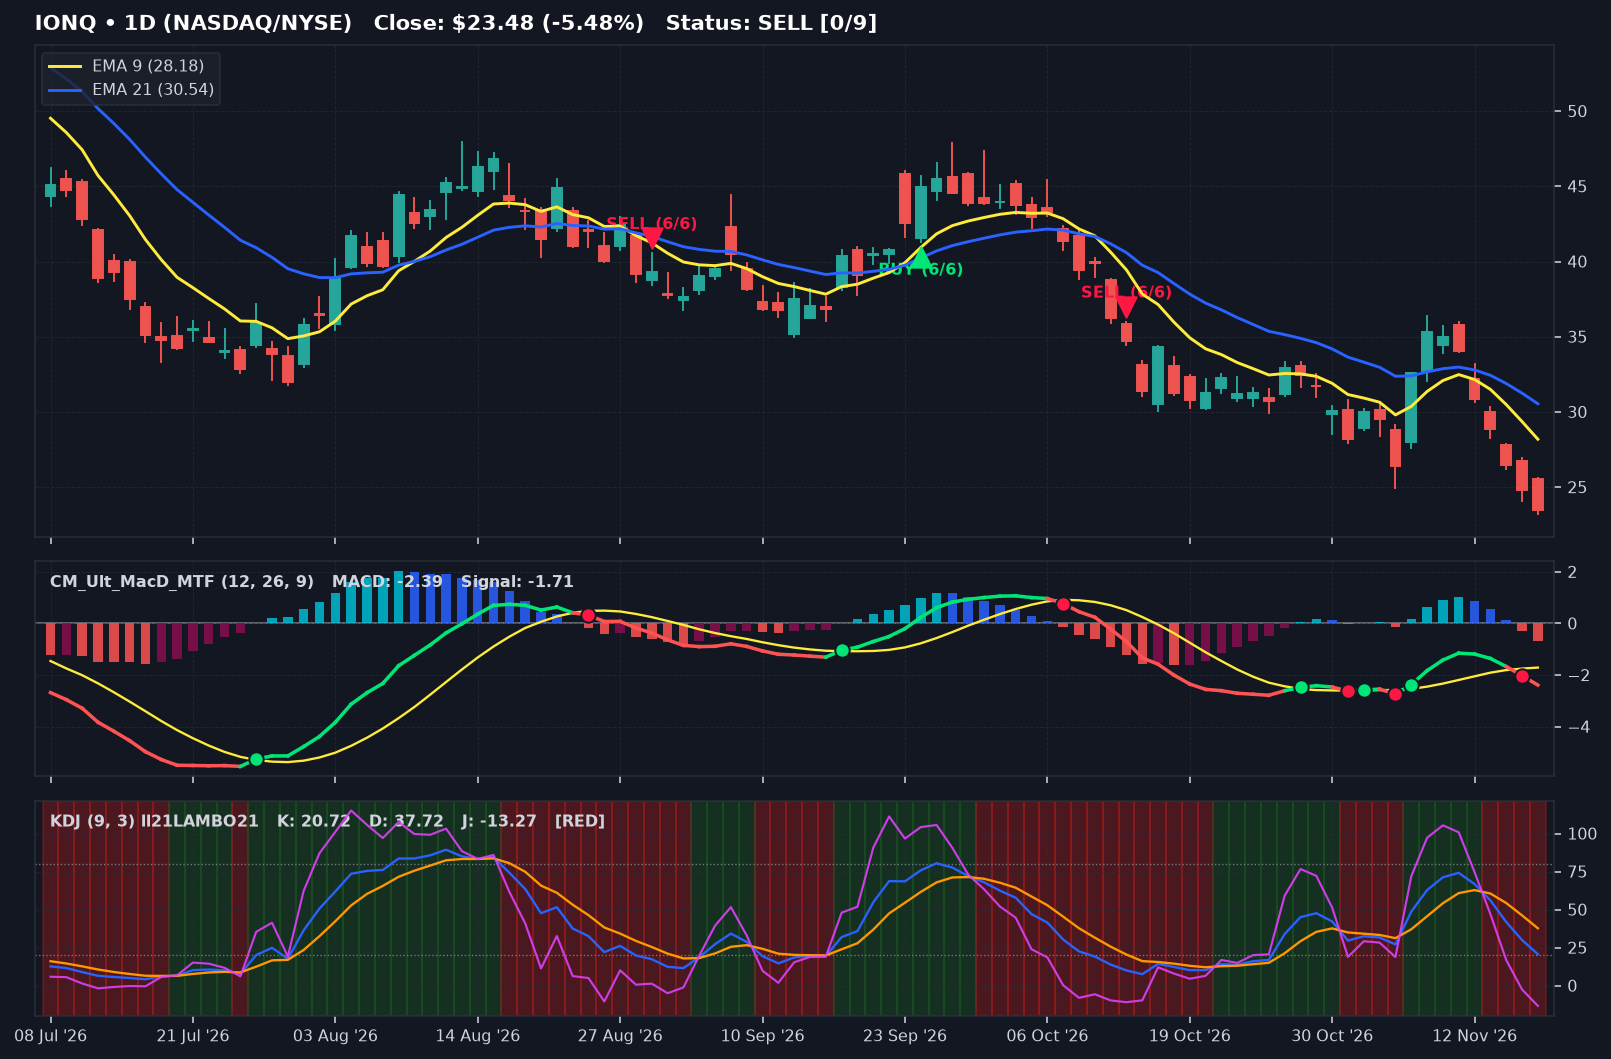 IONQ • 1D (NASDAQ/NYSE)   Close: $23.48 (-5.48%)   Status: SELL [0/9]
EMA 9 (28.18)
EMA 21 (30.54)
50
45
SELL (6/6)
40
BUY (6/6)
SELL (6/6)
35
30
25
CM_Ult_MacD_MTF (12, 26, 9)   MACD: -2.39   Signal: -1.71
2
0
−2
−4
KDJ (9, 3) II21LAMBO21   K: 20.72   D: 37.72   J: -13.27   [RED]
100
75
50
25
0
08 Jul '26   21 Jul '26   03 Aug '26   14 Aug '26   27 Aug '26   10 Sep '26   23 Sep '26   06 Oct '26   19 Oct '26   30 Oct '26   12 Nov '26